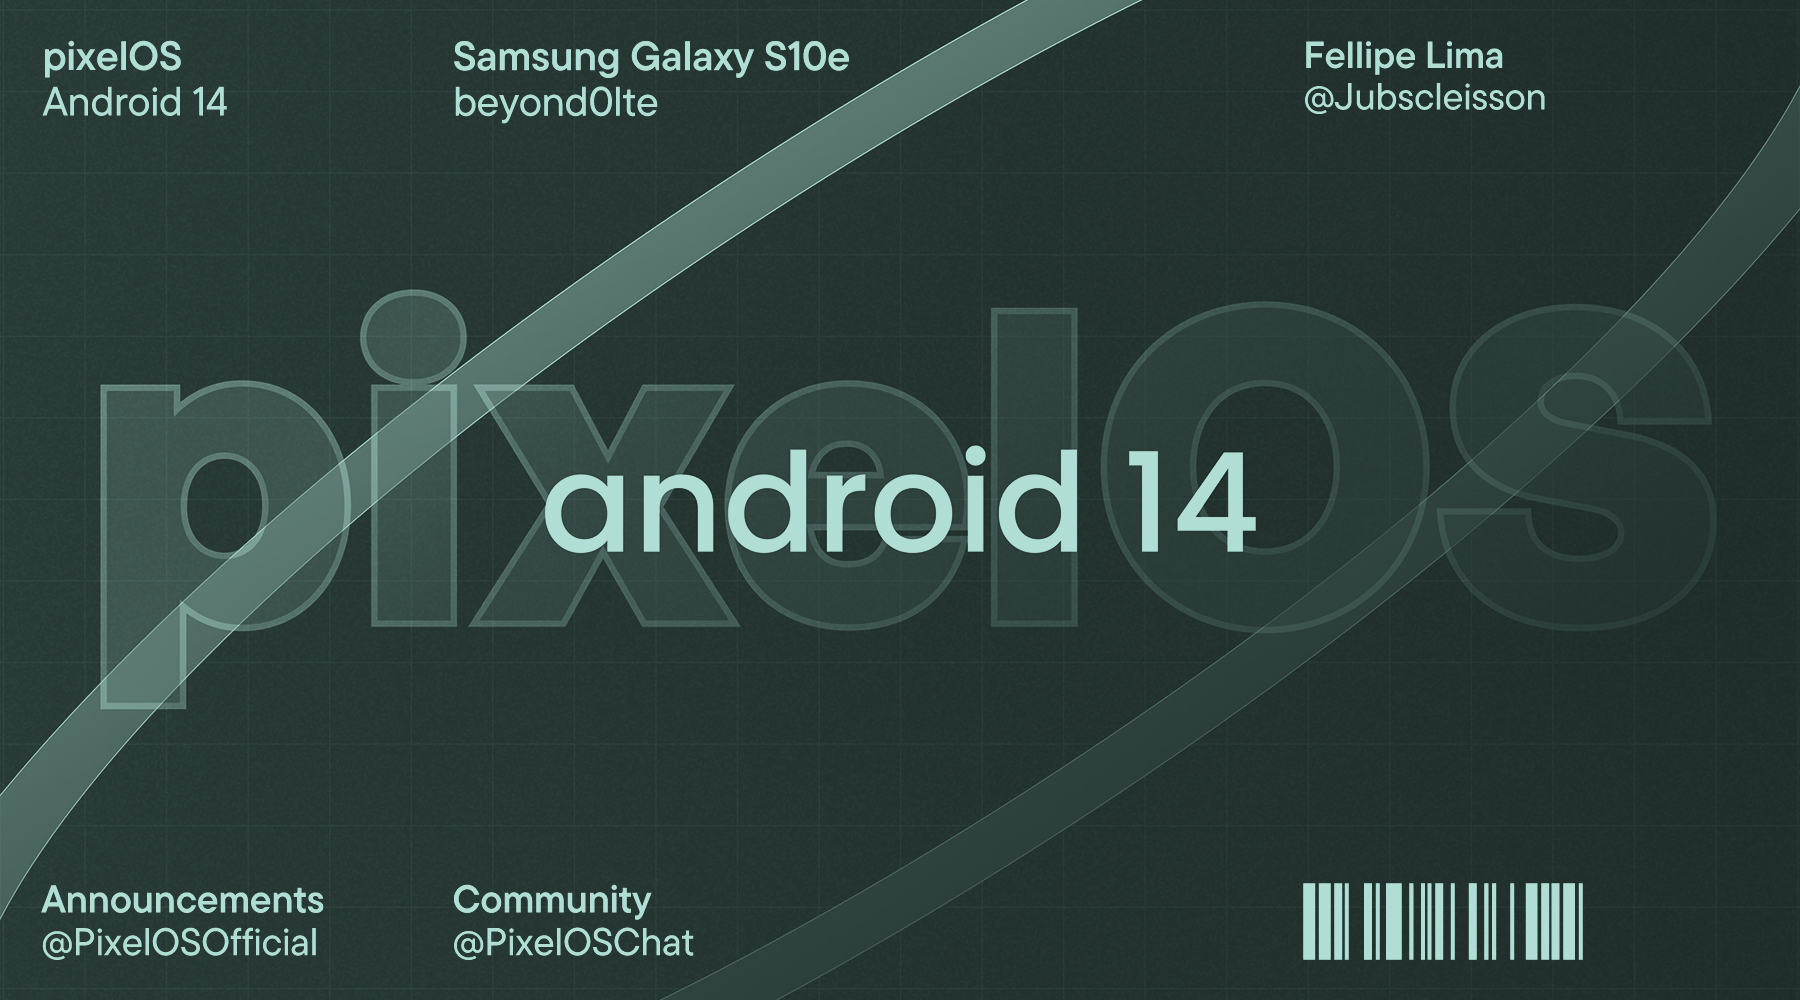 pixelOS
Android 14
Samsung Galaxy S10e
beyond0lte
Fellipe Lima
@Jubscleisson
pixelOS
android 14
Announcements
@PixelOSOfficial
Community
@PixelOSChat